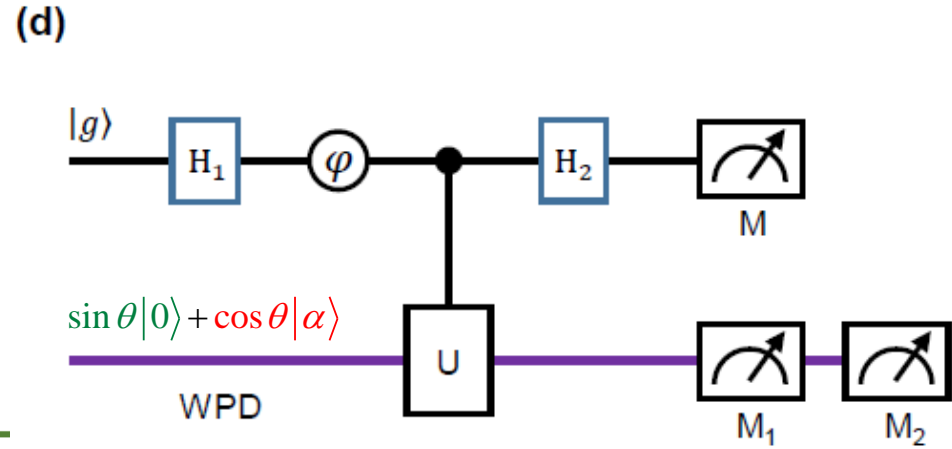 (d)
|g⟩
H₁ φ H₂
M
sin θ|0⟩+cos θ|α⟩
U
WPD
M₁ M₂